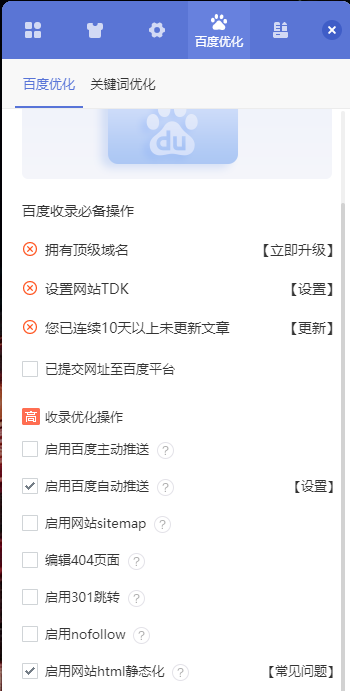 百度优化
百度优化 关键词优化
du
百度收录必备操作
拥有顶级域名 【立即升级】
设置网站TDK 【设置】
您已连续10天以上未更新文章 【更新】
已提交网址至百度平台
高 收录优化操作
启用百度主动推送 ?
启用百度自动推送 ? 【设置】
启用网站sitemap ?
编辑404页面 ?
启用301跳转 ?
启用nofollow ?
启用网站html静态化 ? 【常见问题】